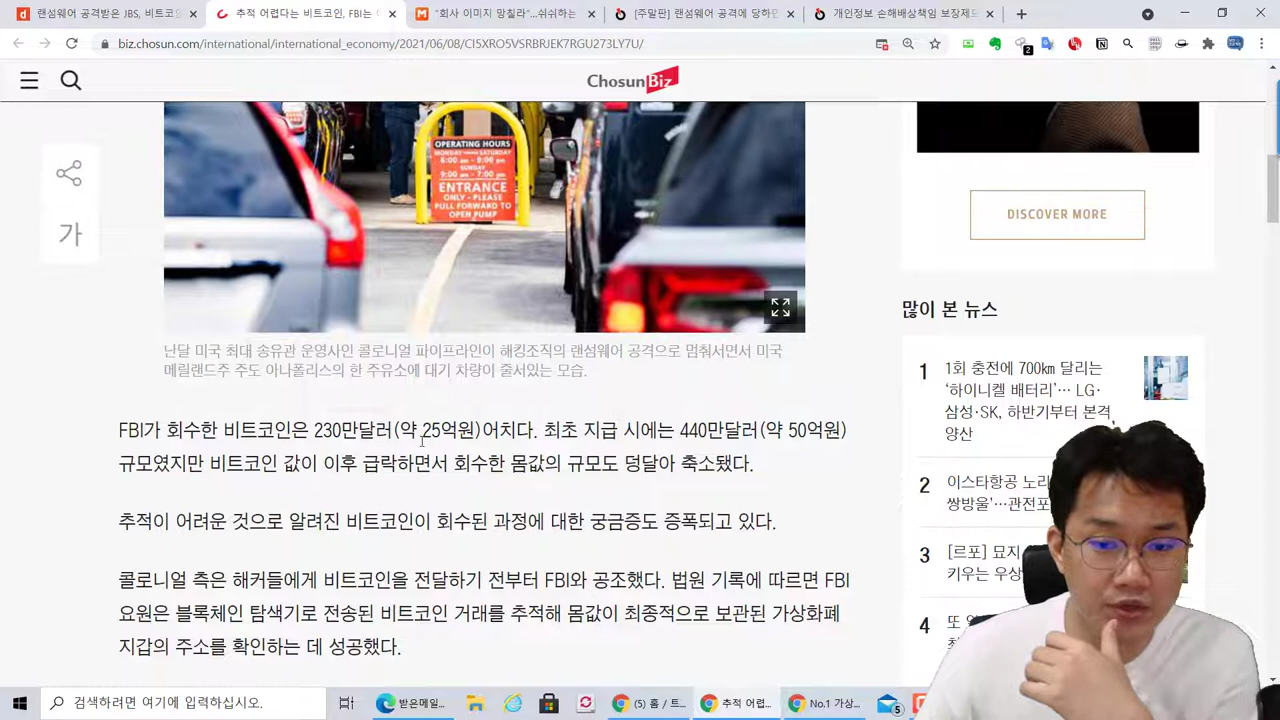 랜섬웨어 공격받은 JBS, 비트코인
추적 어렵다는 비트코인, FBI는
"회사 이미지 망칠라"...쉬쉬하는
[주말판] 랜섬웨어 공격에 당하면
개인정보 손해배상책임 보장제도
biz.chosun.com/international/international_economy/2021/06/
ChosunBiz
OPERATING HOURS
MONDAY SATURDAY
6:00 am - 9:00 pm
SUNDAY
9:00 am - 7:00 pm
ENTRANCE
ONLY - PLEASE
PULL FORWARD TO
OPEN PUMP
가
DISCOVER MORE
난달 미국 최대 송유관 운영사인 콜로니얼 파이프라인이 해킹조직의 랜섬웨어 공격으로 멈춰서면서 미국
메릴랜드주 주도 아나폴리스의 한 주유소에 대기 차량이 줄서있는 모습.
FBI가 회수한 비트코인은 230만달러(약 25억원)어치다. 최초 지급 시에는 440만달러(약 50억원)
규모였지만 비트코인 값이 이후 급락하면서 회수한 몸값의 규모도 덩달아 축소됐다.
추적이 어려운 것으로 알려진 비트코인이 회수된 과정에 대한 궁금증도 증폭되고 있다.
콜로니얼 측은 해커들에게 비트코인을 전달하기 전부터 FBI와 공조했다. 법원 기록에 따르면 FBI
요원은 블록체인 탐색기로 전송된 비트코인 거래를 추적해 몸값이 최종적으로 보관된 가상화폐
지갑의 주소를 확인하는 데 성공했다.
많이 본 뉴스
1
1회 충전에 700km 달리는
'하이니켈 배터리'… LG·
삼성·SK, 하반기부터 본격
양산
2
이스타항공 노리
쌍방울'…관전포
3
[르포] 묘지
키우는 우상
4
또
최
검색하려면 여기에 입력하십시오.
받은메일...
(5) 홈 / 트...
추적 어렵...
No.1 가상...
5